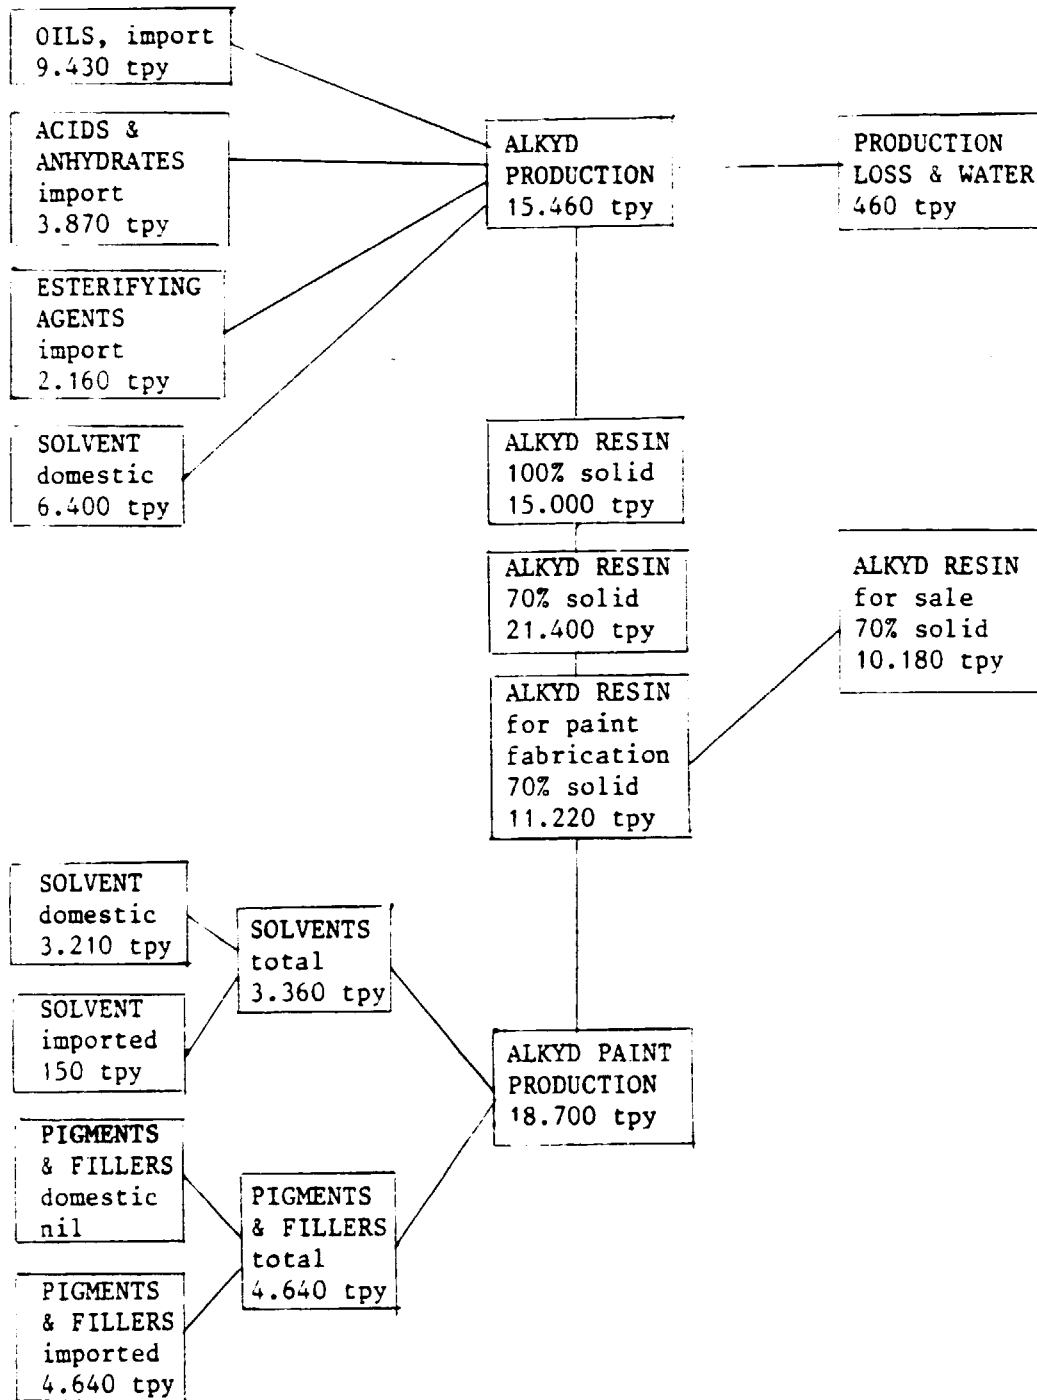 OILS, import
9.430 tpy
ACIDS &
ANHYDRATES
import
3.870 tpy
ESTERIFYING
AGENTS
import
2.160 tpy
SOLVENT
domestic
6.400 tpy
ALKYD
PRODUCTION
15.460 tpy
PRODUCTION
LOSS & WATER
460 tpy
ALKYD RESIN
100% solid
15.000 tpy
ALKYD RESIN
70% solid
21.400 tpy
ALKYD RESIN
for sale
70% solid
10.180 tpy
ALKYD RESIN
for paint
fabrication
70% solid
11.220 tpy
SOLVENT
domestic
3.210 tpy
SOLVENT
imported
150 tpy
SOLVENTS
total
3.360 tpy
ALKYD PAINT
PRODUCTION
18.700 tpy
PIGMENTS
& FILLERS
domestic
nil
PIGMENTS
& FILLERS
total
4.640 tpy
PIGMENTS
& FILLERS
imported
4.640 tpy